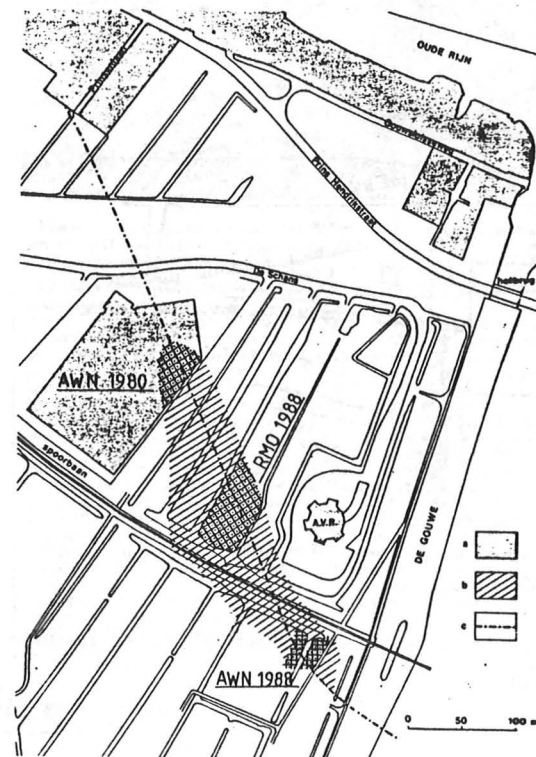 OUDE RIJN
Prins Hendrikstraat
De Schans
AWN 1980
RMO 1988
spoorbaan
A.V.R.
DE GOUWE
a
b
c
AWN 1988
0 50 100 m